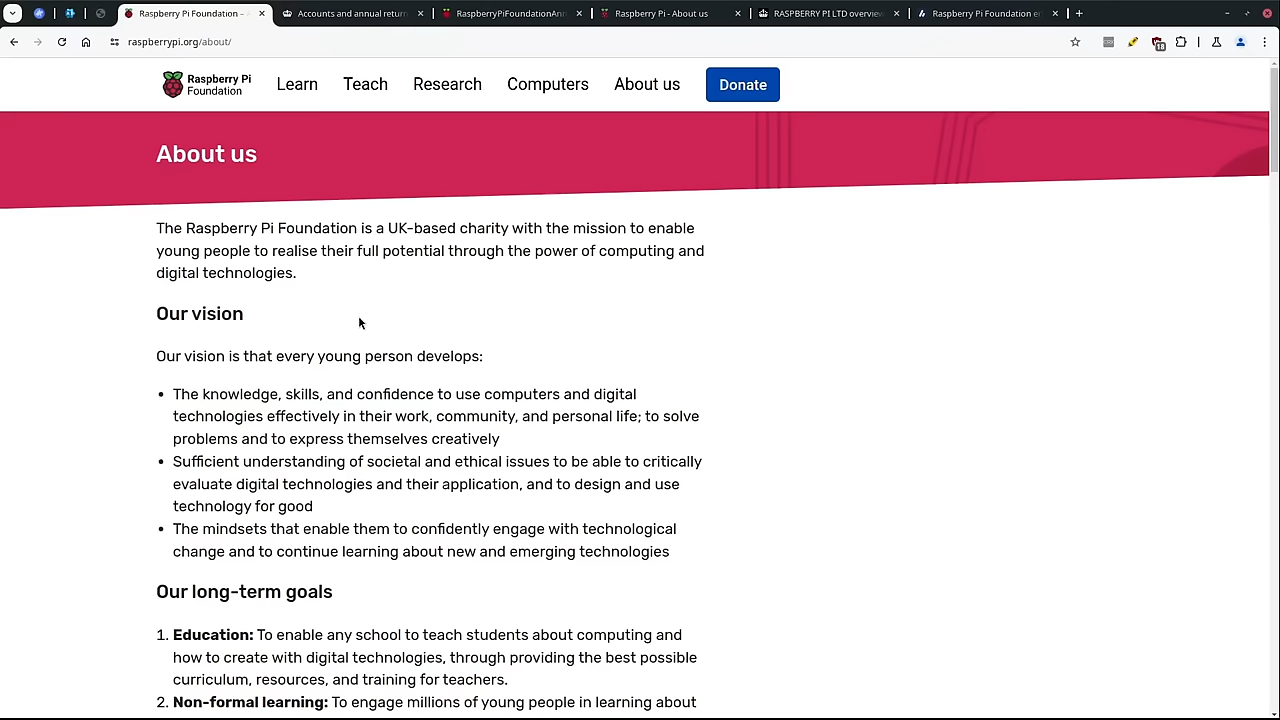 Raspberry Pi Foundation –
Accounts and annual return
RaspberryPiFoundationAnn
Raspberry Pi - About us
RASPBERRY PI LTD overview
Raspberry Pi Foundation e
raspberrypi.org/about/
Raspberry Pi
Foundation
Learn
Teach
Research
Computers
About us
Donate
About us
The Raspberry Pi Foundation is a UK-based charity with the mission to enable
young people to realise their full potential through the power of computing and
digital technologies.
Our vision
Our vision is that every young person develops:
• The knowledge, skills, and confidence to use computers and digital
technologies effectively in their work, community, and personal life; to solve
problems and to express themselves creatively
• Sufficient understanding of societal and ethical issues to be able to critically
evaluate digital technologies and their application, and to design and use
technology for good
• The mindsets that enable them to confidently engage with technological
change and to continue learning about new and emerging technologies
Our long-term goals
1. Education: To enable any school to teach students about computing and
how to create with digital technologies, through providing the best possible
curriculum, resources, and training for teachers.
2. Non-formal learning: To engage millions of young people in learning about